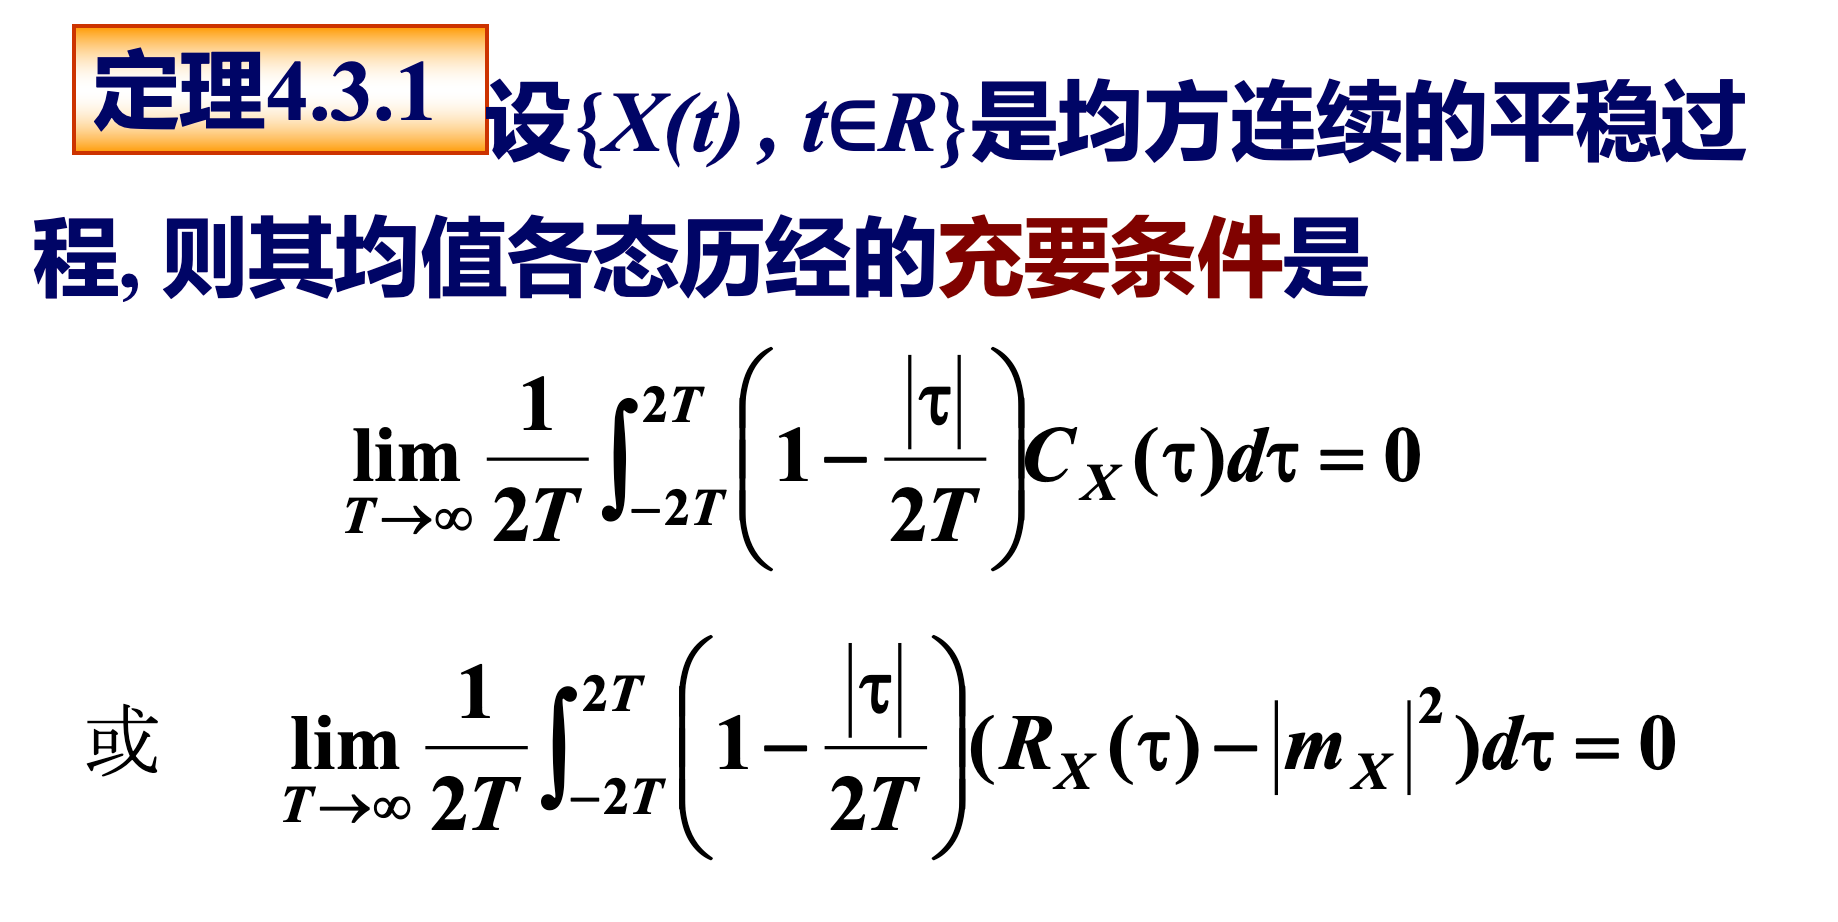 定理4.3.1 设{X(t) , t∈R}是均方连续的平稳过
程, 则其均值各态历经的充要条件是
$\lim_{T\to\infty}\frac{1}{2T}\int_{-2T}^{2T}\left(1-\frac{|\tau|}{2T}\right)C_X(\tau)d\tau=0$
或 $\lim_{T\to\infty}\frac{1}{2T}\int_{-2T}^{2T}\left(1-\frac{|\tau|}{2T}\right)(R_X(\tau)-|m_X|^2)d\tau=0$